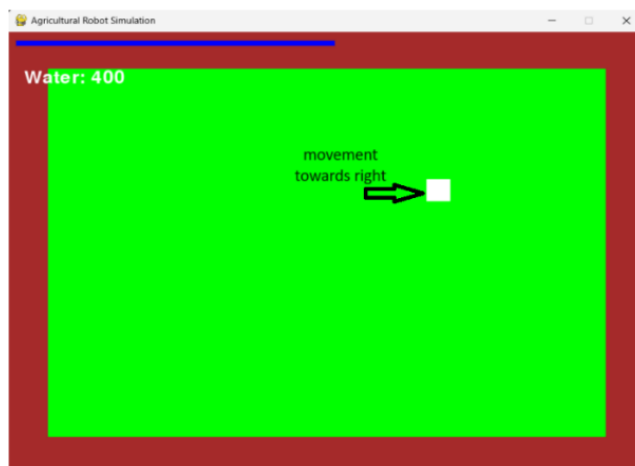 Agricultural Robot Simulation
Water: 400
movement
towards right